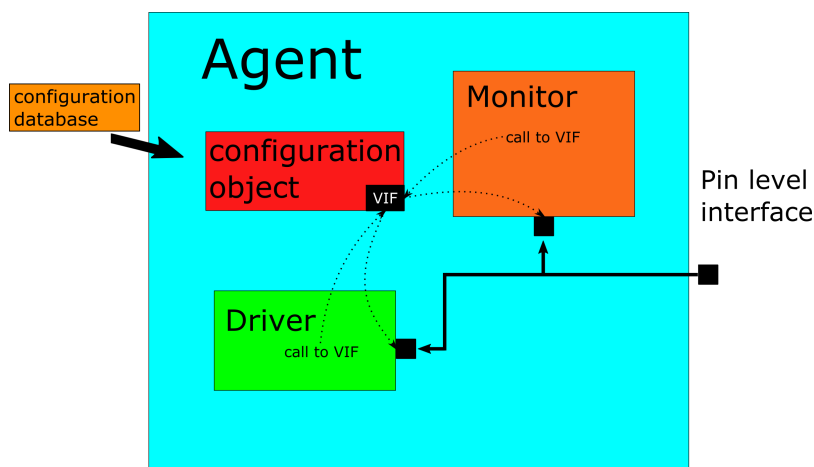 Agent
configuration
database
Monitor
call to VIF
configuration
object
VIF
Pin level
interface
Driver
call to VIF